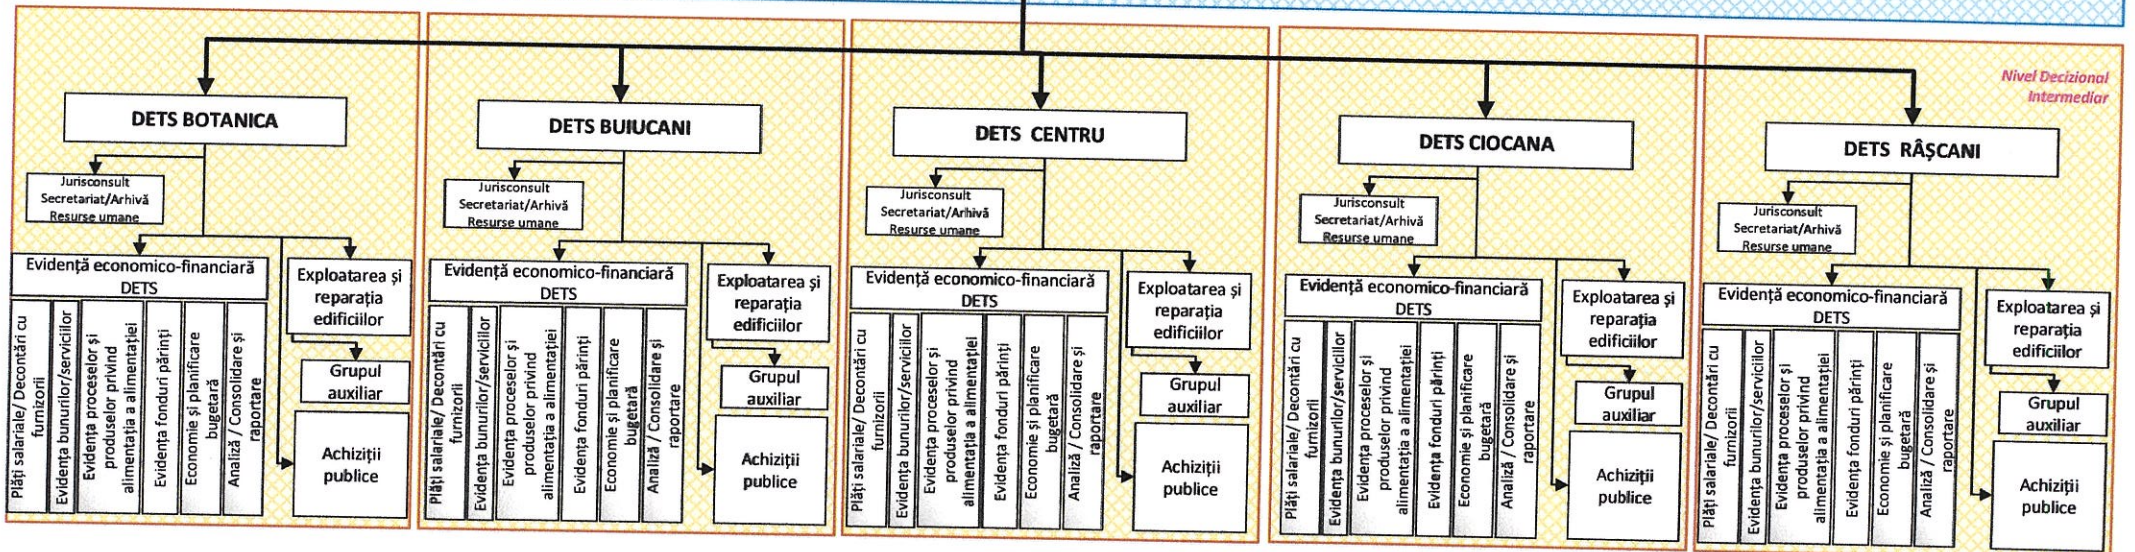 Nivel Decizional
Intermediar
DETS BOTANICA
Jurisconsult
Secretariat/Arhivă
Resurse umane
Evidență economico-financiară
DETS
Plăți salariale/ Decontări cu
furnizorii
Evidența bunurilor/serviciilor
Evidența proceselor și
produselor privind
alimentația a alimentației
Evidența fonduri părinți
Economie și planificare
bugetară
Analiză / Consolidare și
raportare
Exploatarea și
reparația
edificiilor
Grupul
auxiliar
Achiziții
publice
DETS BUIUCANI
Jurisconsult
Secretariat/Arhivă
Resurse umane
Evidență economico-financiară
DETS
Plăți salariale/ Decontări cu
furnizorii
Evidența bunurilor/serviciilor
Evidența proceselor și
produselor privind
alimentația a alimentației
Evidența fonduri părinți
Economie și planificare
bugetară
Analiză / Consolidare și
raportare
Exploatarea și
reparația
edificiilor
Grupul
auxiliar
Achiziții
publice
DETS CENTRU
Jurisconsult
Secretariat/Arhivă
Resurse umane
Evidență economico-financiară
DETS
Plăți salariale/ Decontări cu
furnizorii
Evidența bunurilor/serviciilor
Evidența proceselor și
produselor privind
alimentația a alimentației
Evidența fonduri părinți
Economie și planificare
bugetară
Analiză / Consolidare și
raportare
Exploatarea și
reparația
edificiilor
Grupul
auxiliar
Achiziții
publice
DETS CIOCANA
Jurisconsult
Secretariat/Arhivă
Resurse umane
Evidență economico-financiară
DETS
Plăți salariale/ Decontări cu
furnizorii
Evidența bunurilor/serviciilor
Evidența proceselor și
produselor privind
alimentația a alimentației
Evidența fonduri părinți
Economie și planificare
bugetară
Analiză / Consolidare și
raportare
Exploatarea și
reparația
edificiilor
Grupul
auxiliar
Achiziții
publice
DETS RÂȘCANI
Jurisconsult
Secretariat/Arhivă
Resurse umane
Evidență economico-financiară
DETS
Plăți salariale/ Decontări cu
furnizorii
Evidența bunurilor/serviciilor
Evidența proceselor și
produselor privind
alimentația a alimentației
Evidența fonduri părinți
Economie și planificare
bugetară
Analiză / Consolidare și
raportare
Exploatarea și
reparația
edificiilor
Grupul
auxiliar
Achiziții
publice